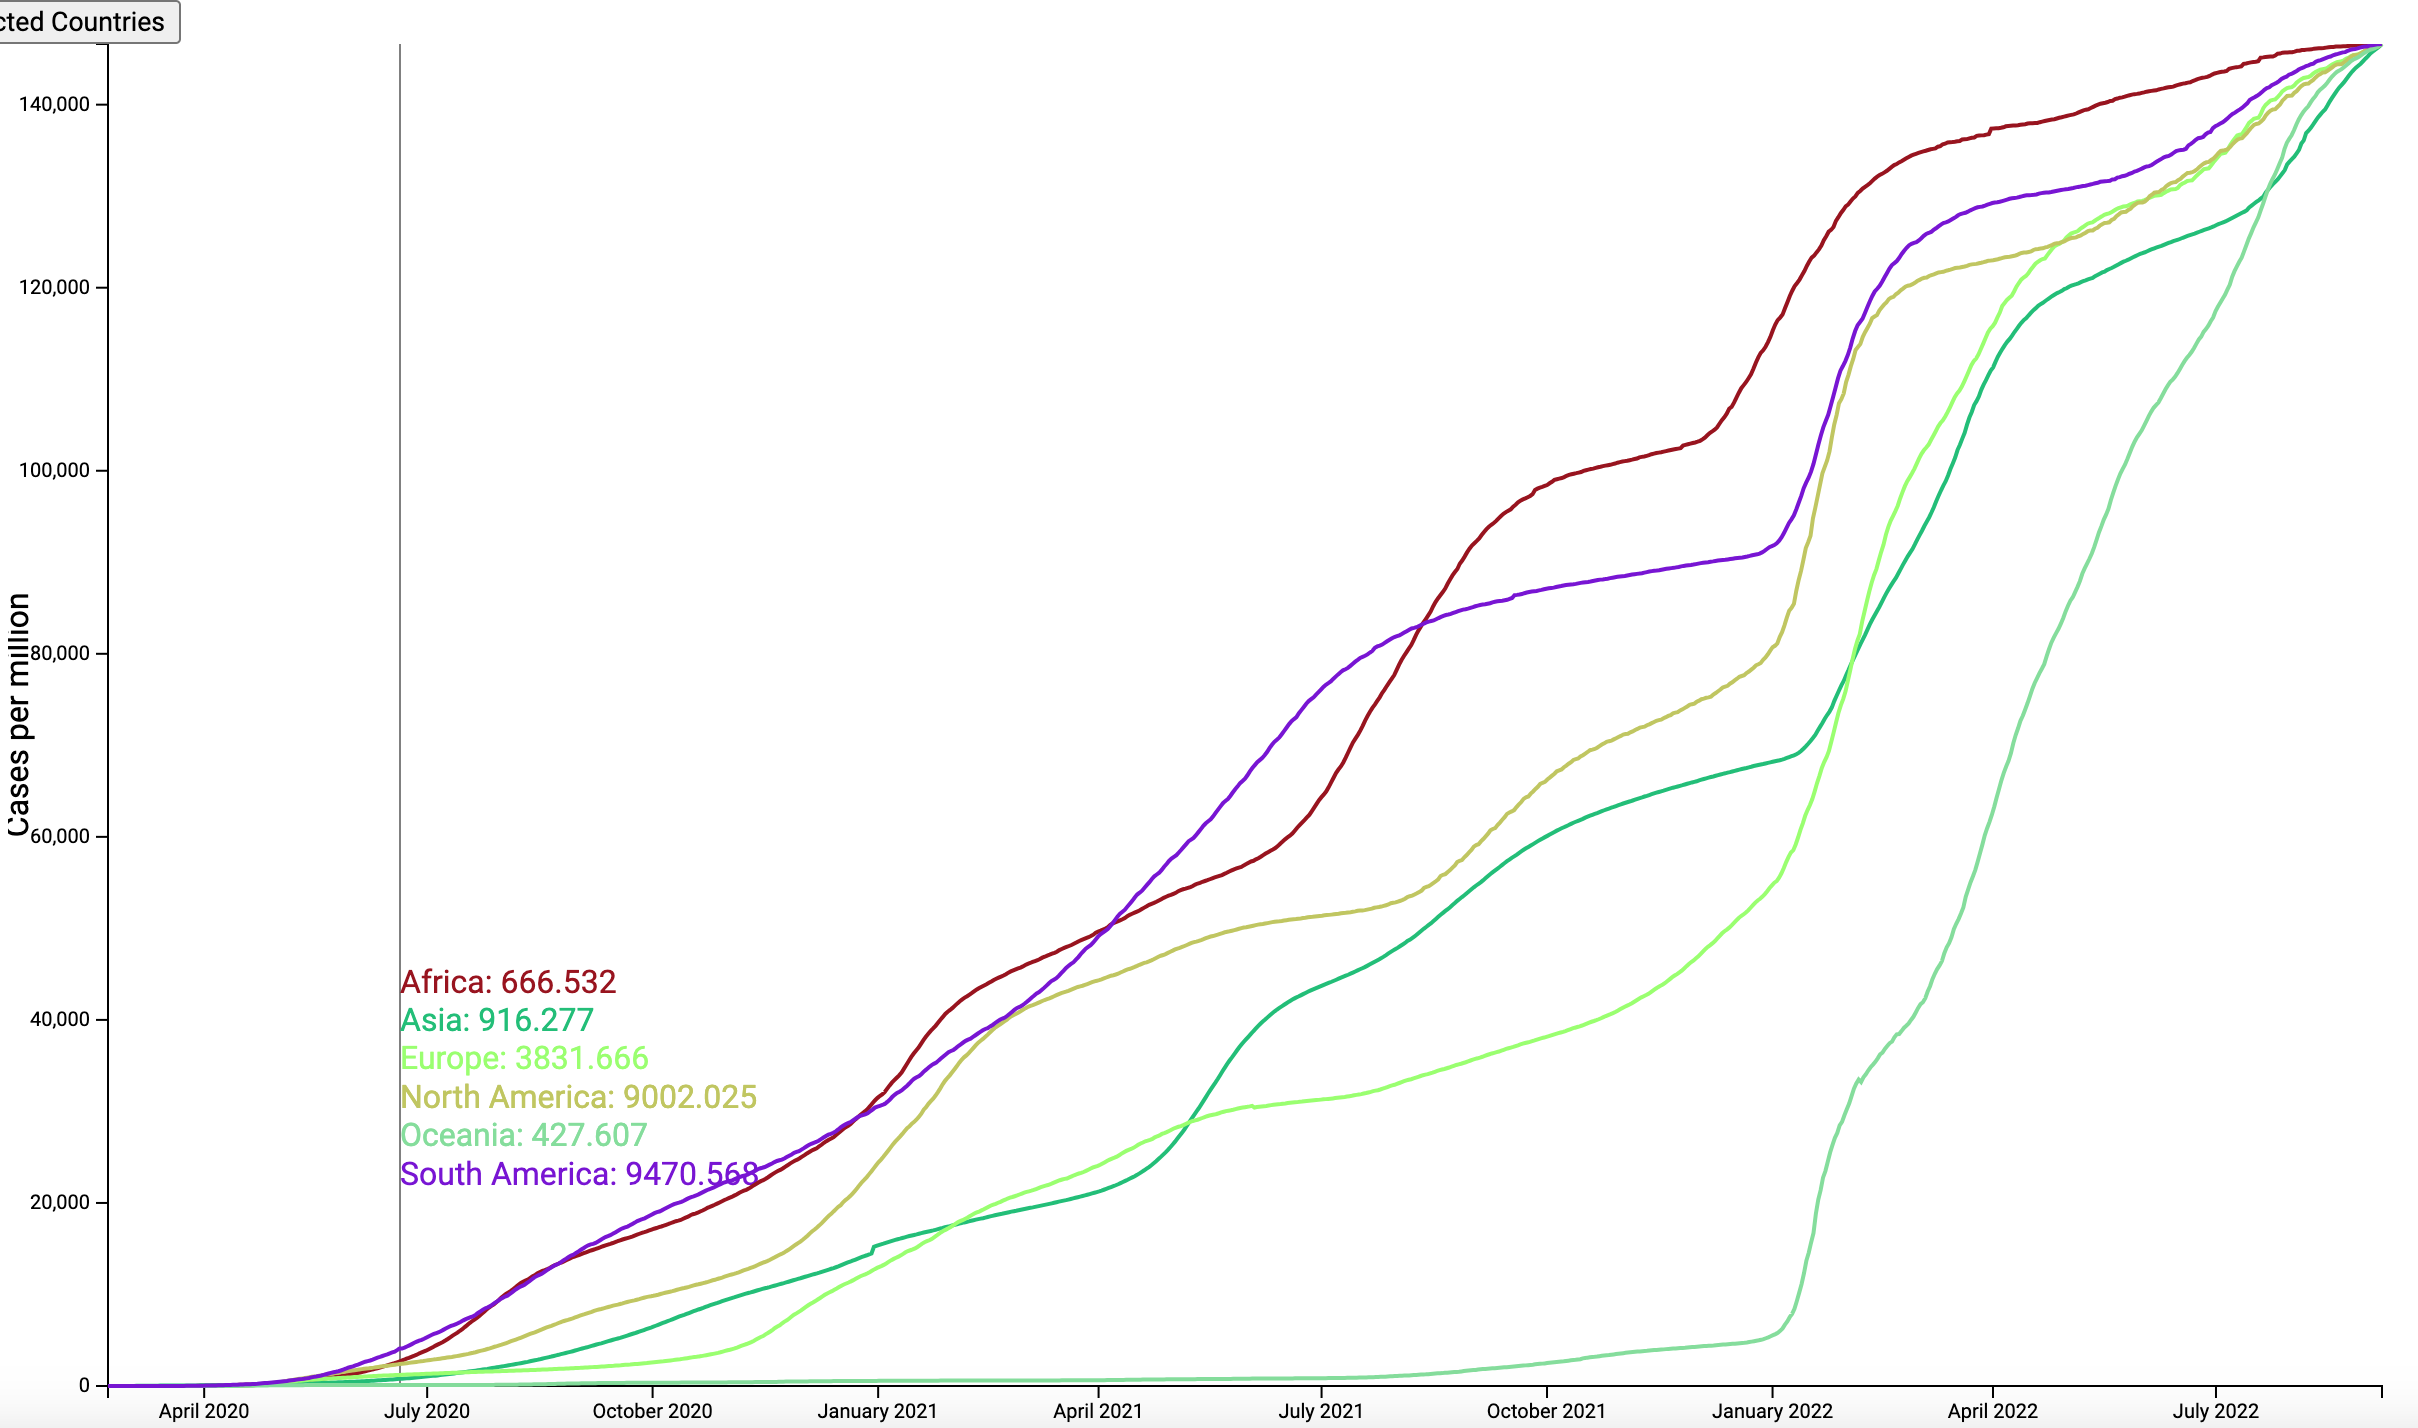 cted Countries
140,000
120,000
100,000
80,000
60,000
40,000
20,000
0
Cases per million
Africa: 666.532
Asia: 916.277
Europe: 3831.666
North America: 9002.025
Oceania: 427.607
South America: 9470.568
April 2020
July 2020
October 2020
January 2021
April 2021
July 2021
October 2021
January 2022
April 2022
July 2022